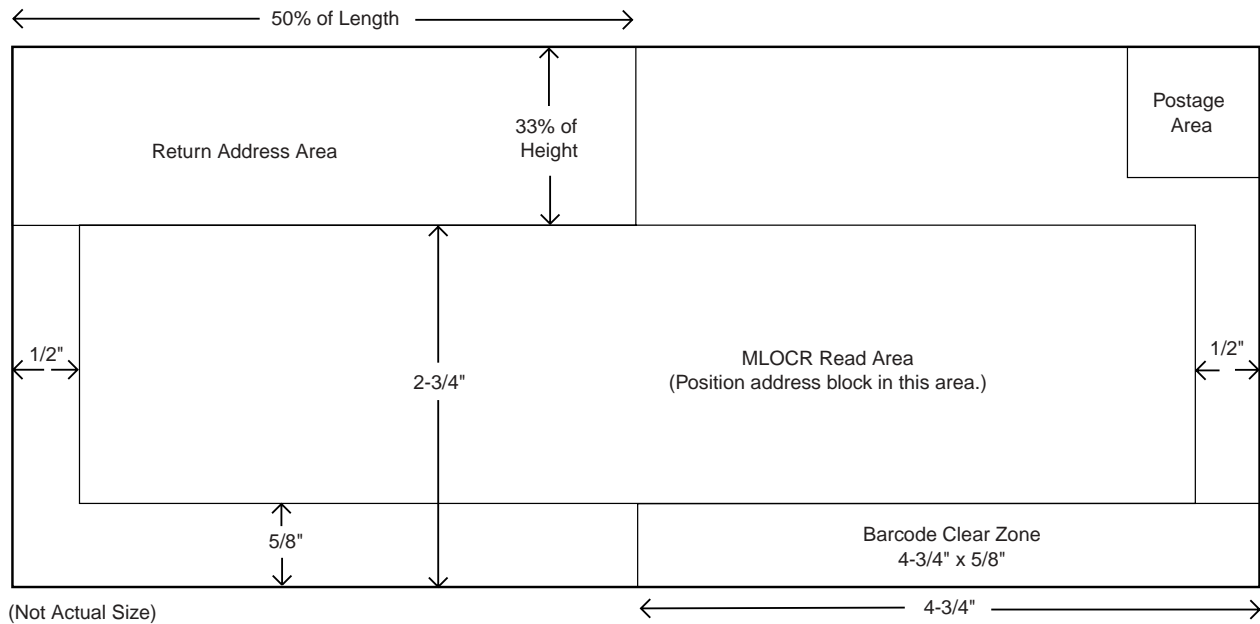 50% of Length
Postage
Area
33% of
Height
Return Address Area
1/2"
MLOCR Read Area
(Position address block in this area.)
1/2"
2-3/4"
5/8"
Barcode Clear Zone
4-3/4" x 5/8"
(Not Actual Size)
4-3/4"